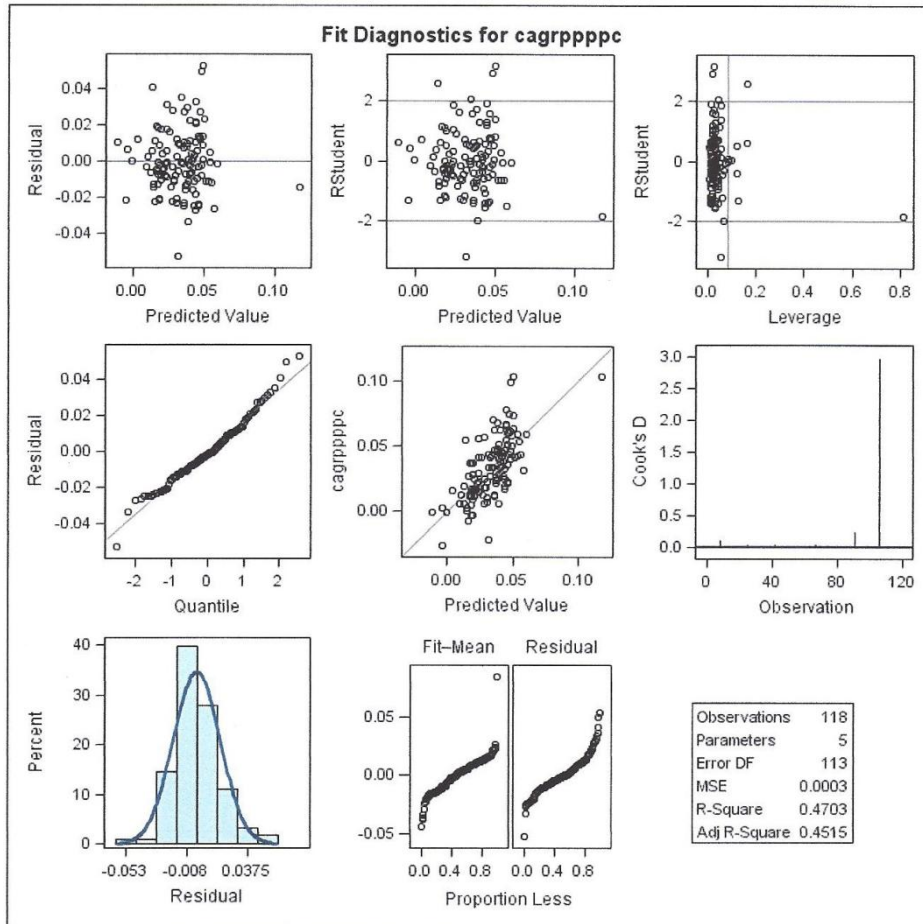 Fit Diagnostics for cagrppppc
Residual
0.04
0.02
0.00
-0.02
-0.04
0.00 0.05 0.10
Predicted Value
RStudent
2
0
-2
0.00 0.05 0.10
Predicted Value
RStudent
2
0
-2
0.0 0.2 0.4 0.6 0.8
Leverage
Residual
0.04
0.02
0.00
-0.02
-0.04
-2 -1 0 1 2
Quantile
cagrppppc
0.10
0.05
0.00
0.00 0.05 0.10
Predicted Value
Cook's D
3.0
2.5
2.0
1.5
1.0
0.5
0.0
0 40 80 120
Observation
Percent
40
30
20
10
0
-0.053 -0.008 0.0375
Residual
Fit–Mean Residual
0.05
0.00
-0.05
0.0 0.4 0.8 0.0 0.4 0.8
Proportion Less
Observations 118
Parameters 5
Error DF 113
MSE 0.0003
R-Square 0.4703
Adj R-Square 0.4515